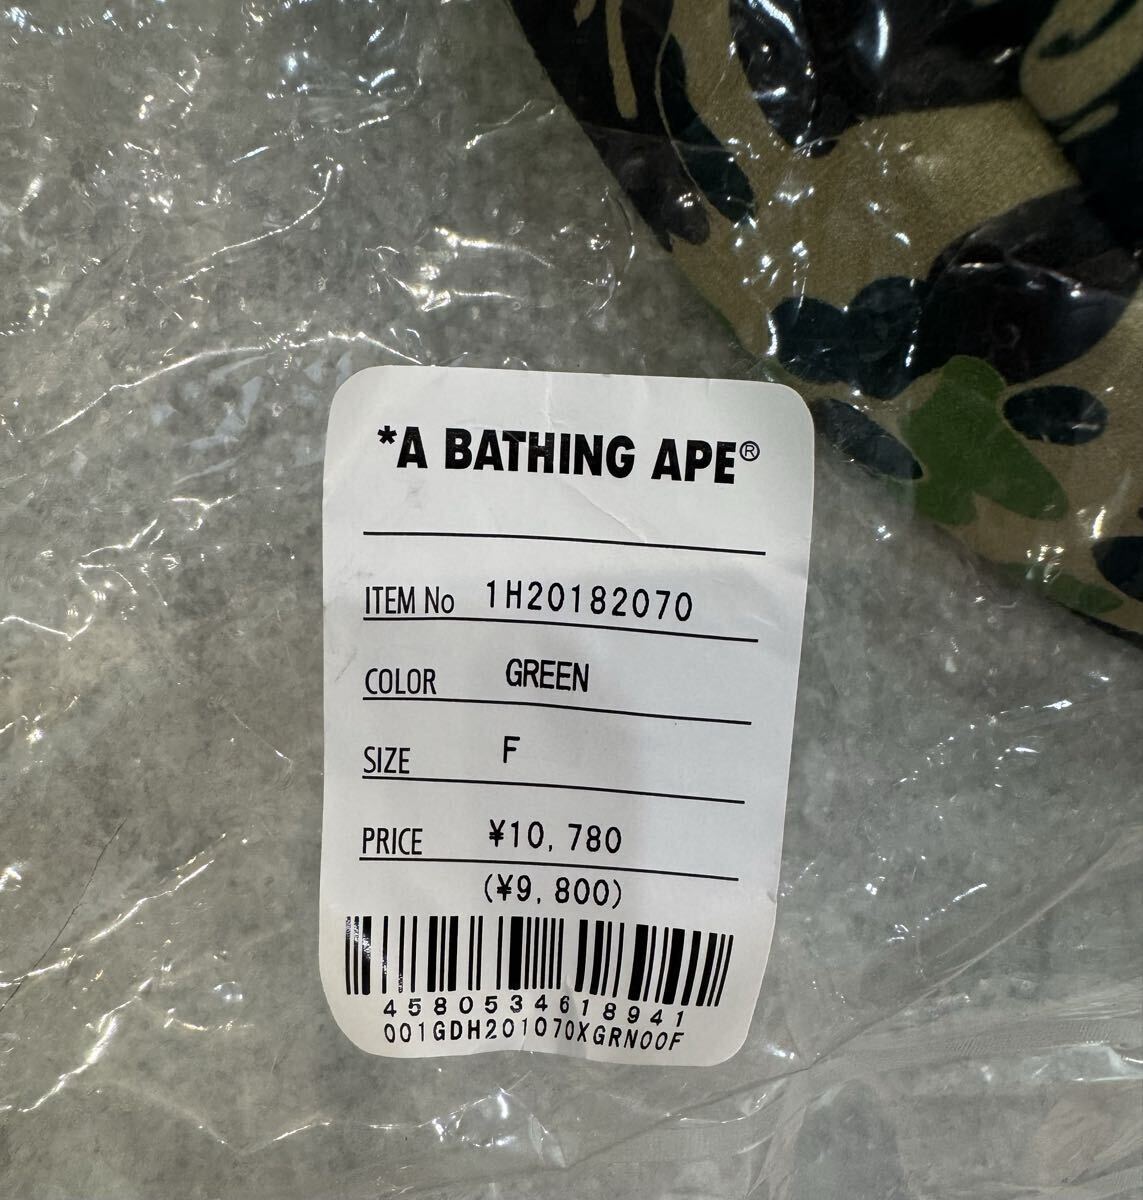 *A BATHING APE®
ITEM No 1H20182070
COLOR GREEN
SIZE F
PRICE ¥10,780
(¥9,800)
4580534618941
001GDH201070XGRN00F